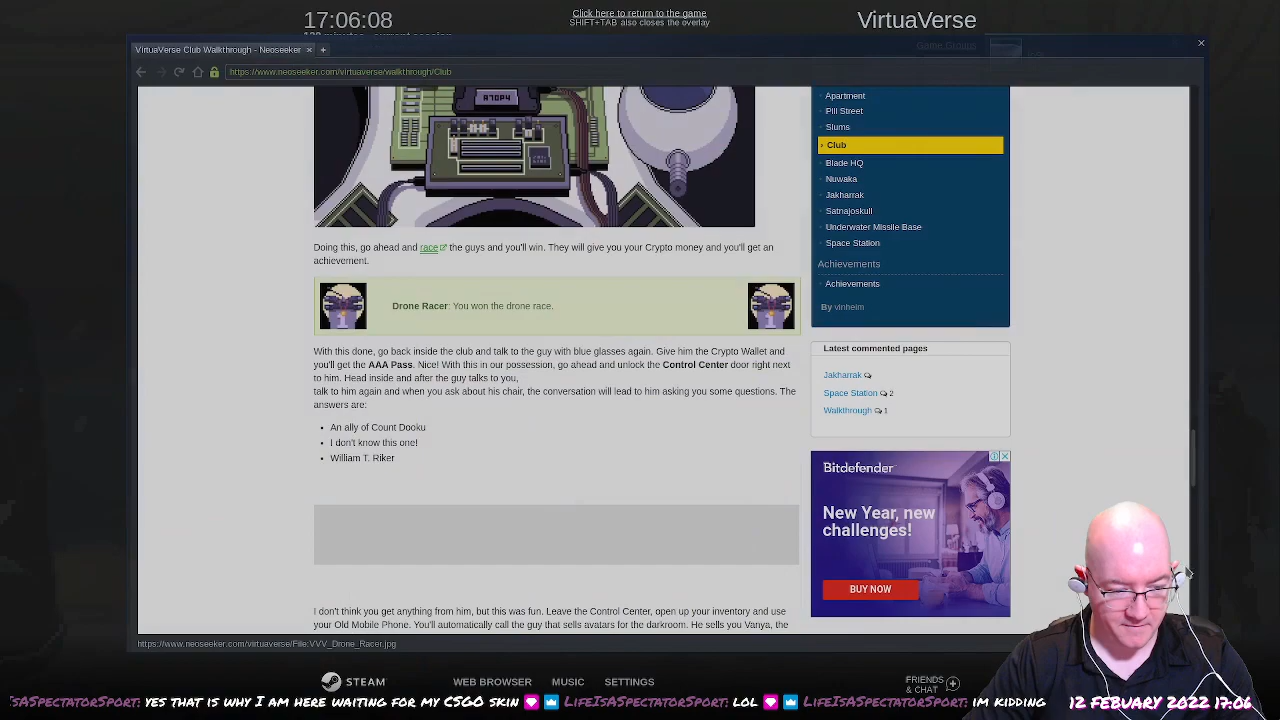 17:06:08
Click here to return to the game
SHIFT+TAB also closes the overlay
VirtuaVerse
VirtuaVerse Club Walkthrough - Neoseeker × +
Game Groups
https://www.neoseeker.com/virtuaverse/walkthrough/Club
A7DP4
Apartment
Pill Street
Slums
› Club
Blade HQ
Nuwaka
Jakharrak
Satnajoskull
Underwater Missile Base
Space Station
Achievements
Achievements
By vinheim
Doing this, go ahead and race the guys and you'll win. They will give you your Crypto money and you'll get an
achievement.
Drone Racer: You won the drone race.
With this done, go back inside the club and talk to the guy with blue glasses again. Give him the Crypto Wallet and
you'll get the AAA Pass. Nice! With this in our possession, go ahead and unlock the Control Center door right next
to him. Head inside and after the guy talks to you,
talk to him again and when you ask about his chair, the conversation will lead to him asking you some questions. The
answers are:
• An ally of Count Dooku
• I don't know this one!
• William T. Riker
Latest commented pages
Jakharrak
Space Station 2
Walkthrough 1
Bitdefender
New Year, new
challenges!
BUY NOW
I don't think you get anything from him, but this was fun. Leave the Control Center, open up your inventory and use
your Old Mobile Phone. You'll automatically call the guy that sells avatars for the darkroom. He sells you Vanya, the
https://www.neoseeker.com/virtuaverse/File:VVV_Drone_Racer.jpg
STEAM
WEB BROWSER
MUSIC
SETTINGS
FRIENDS
& CHAT
IsASpectatorSport: YES THAT IS WHY I AM HERE WAITING FOR MY CSGO SKIN LifeIsASpectatorSport: LOL LifeIsASpectatorSport: IM KIDDING
12 FEBUARY 2022 17:06